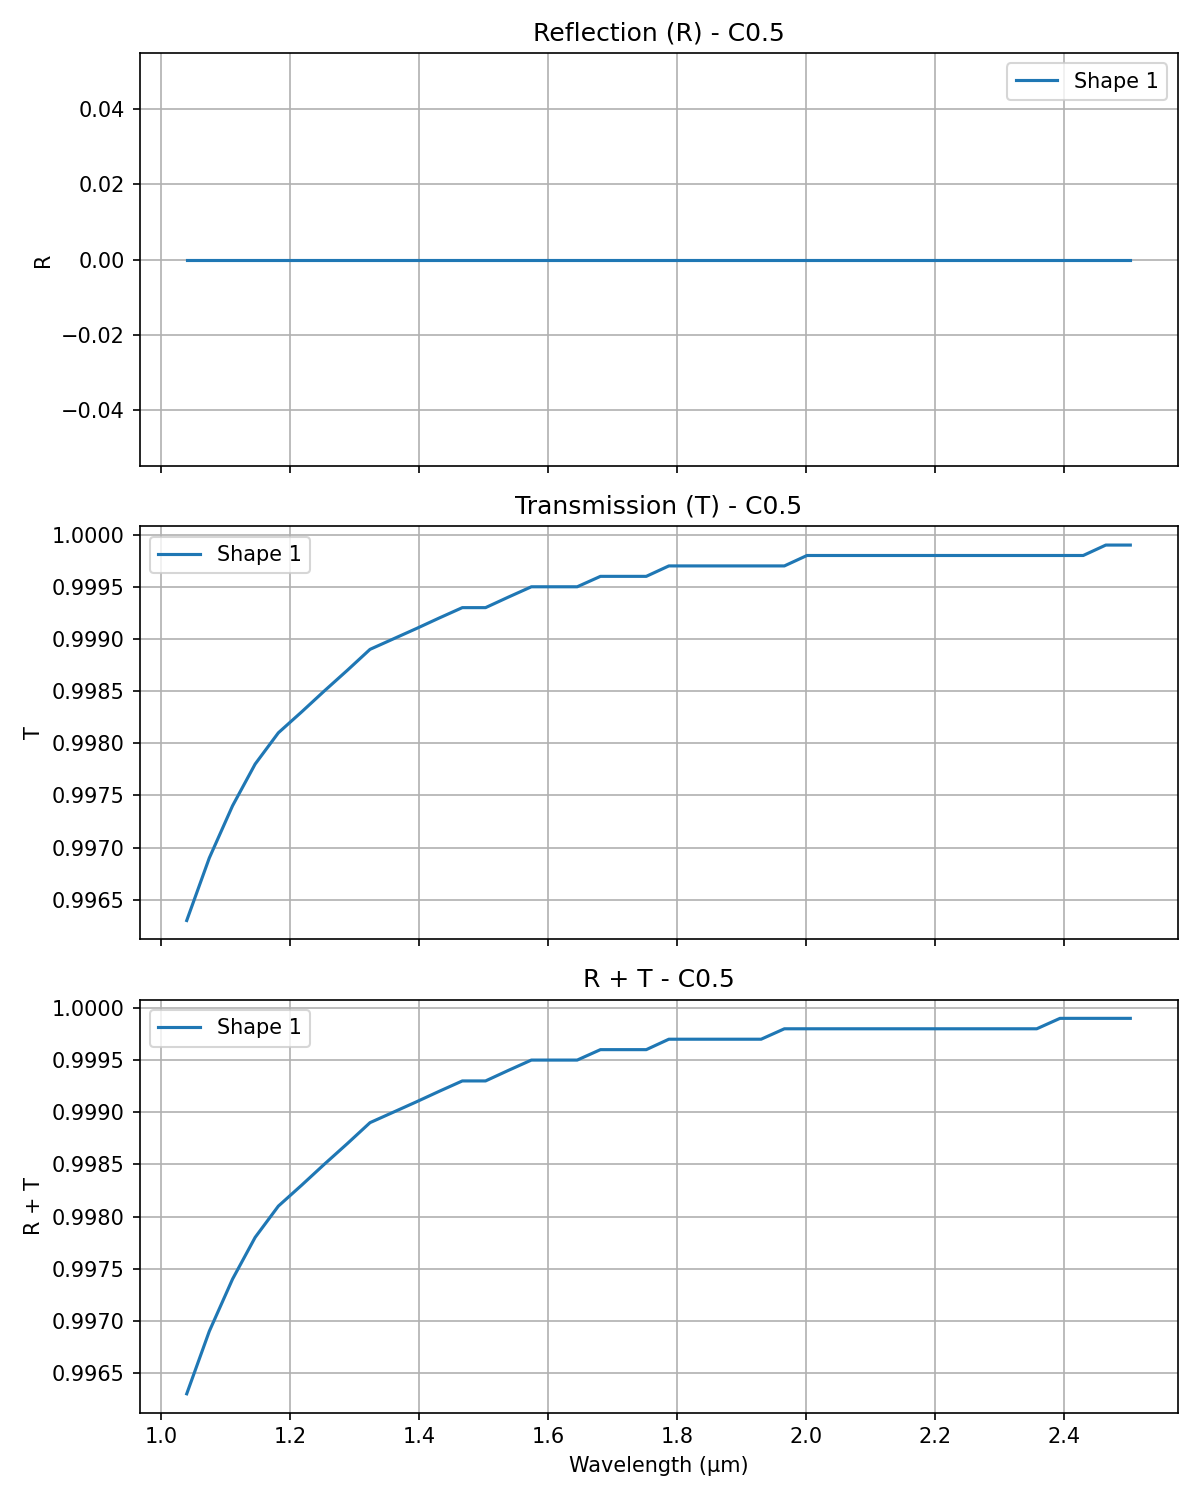 Reflection (R) - C0.5
Shape 1
0.04
0.02
0.00
−0.02
−0.04
R
Transmission (T) - C0.5
Shape 1
1.0000
0.9995
0.9990
0.9985
0.9980
0.9975
0.9970
0.9965
T
R + T - C0.5
Shape 1
1.0000
0.9995
0.9990
0.9985
0.9980
0.9975
0.9970
0.9965
R + T
1.0 1.2 1.4 1.6 1.8 2.0 2.2 2.4
Wavelength (μm)